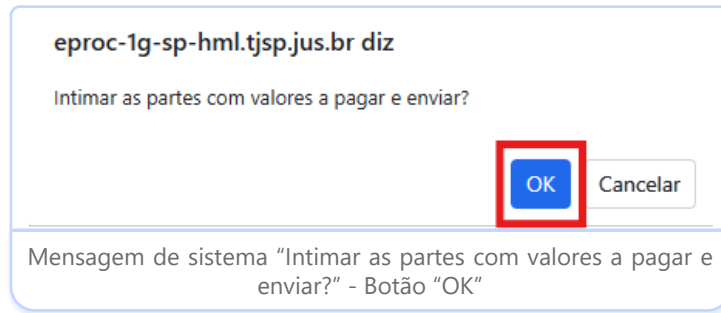 eproc-1g-sp-hml.tjsp.jus.br diz
Intimar as partes com valores a pagar e enviar?
OK
Cancelar
Mensagem de sistema “Intimar as partes com valores a pagar e
enviar?” - Botão “OK”